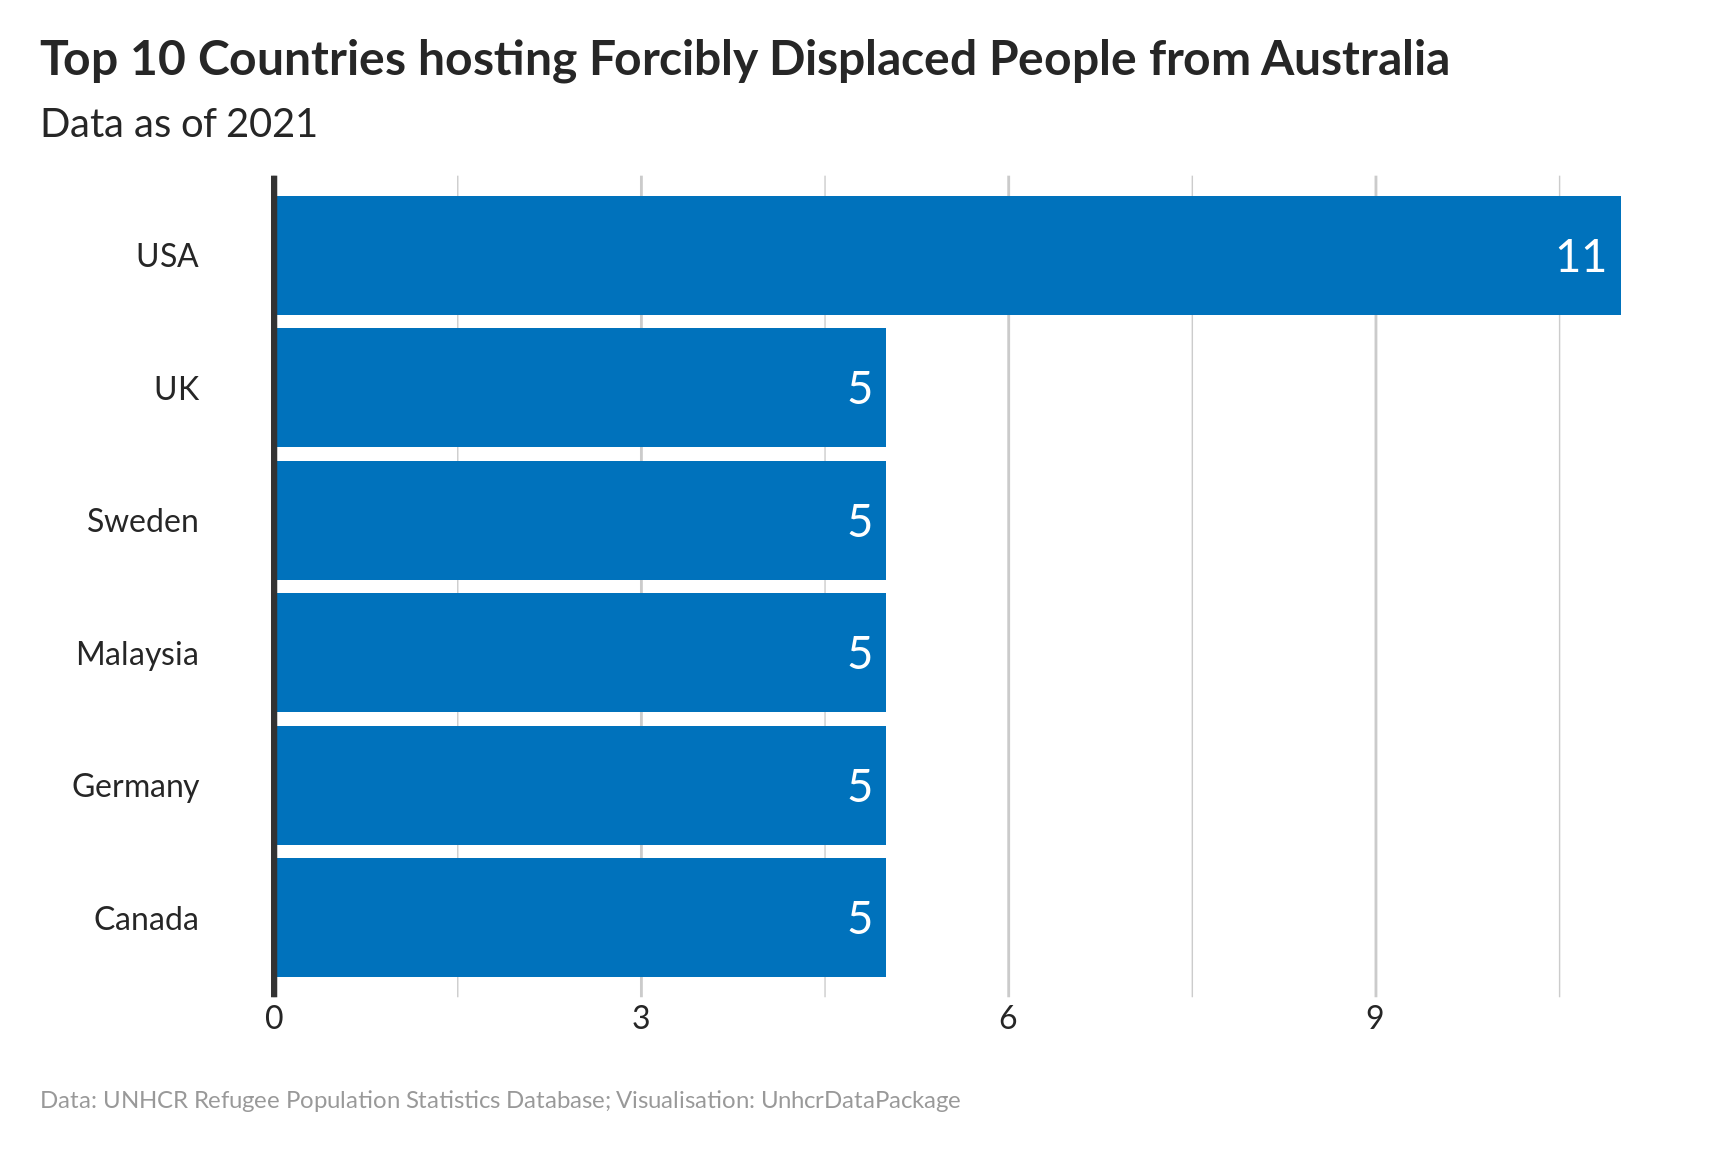 Top 10 Countries hosting Forcibly Displaced People from Australia
Data as of 2021
USA
11
UK
5
Sweden
5
Malaysia
5
Germany
5
Canada
5
0 3 6 9
Data: UNHCR Refugee Population Statistics Database; Visualisation: UnhcrDataPackage